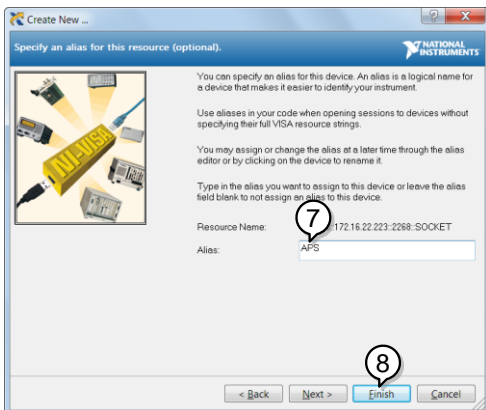 Create New ...
Specify an alias for this resource (optional).
NATIONAL
INSTRUMENTS
You can specify an alias for this device. An alias is a logical name for
a device that makes it easier to identify your instrument.
Use aliases in your code when opening sessions to devices without
specifying their full VISA resource strings.
You may assign or change the alias at a later time through the alias
editor or by clicking on the device to rename it.
Type in the alias you want to assign to this device or leave the alias
field blank to not assign an alias to this device.
NI-VISA
7
Resource Name: 172.16.22.223::2268::SOCKET
Alias: APS
8
< Back Next > Finish Cancel